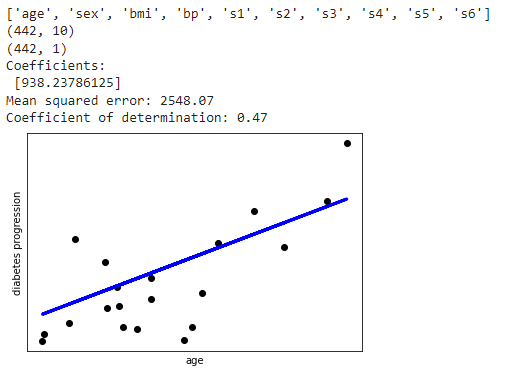 ['age', 'sex', 'bmi', 'bp', 's1', 's2', 's3', 's4', 's5', 's6']
(442, 10)
(442, 1)
Coefficients:
[938.23786125]
Mean squared error: 2548.07
Coefficient of determination: 0.47
diabetes progression
age